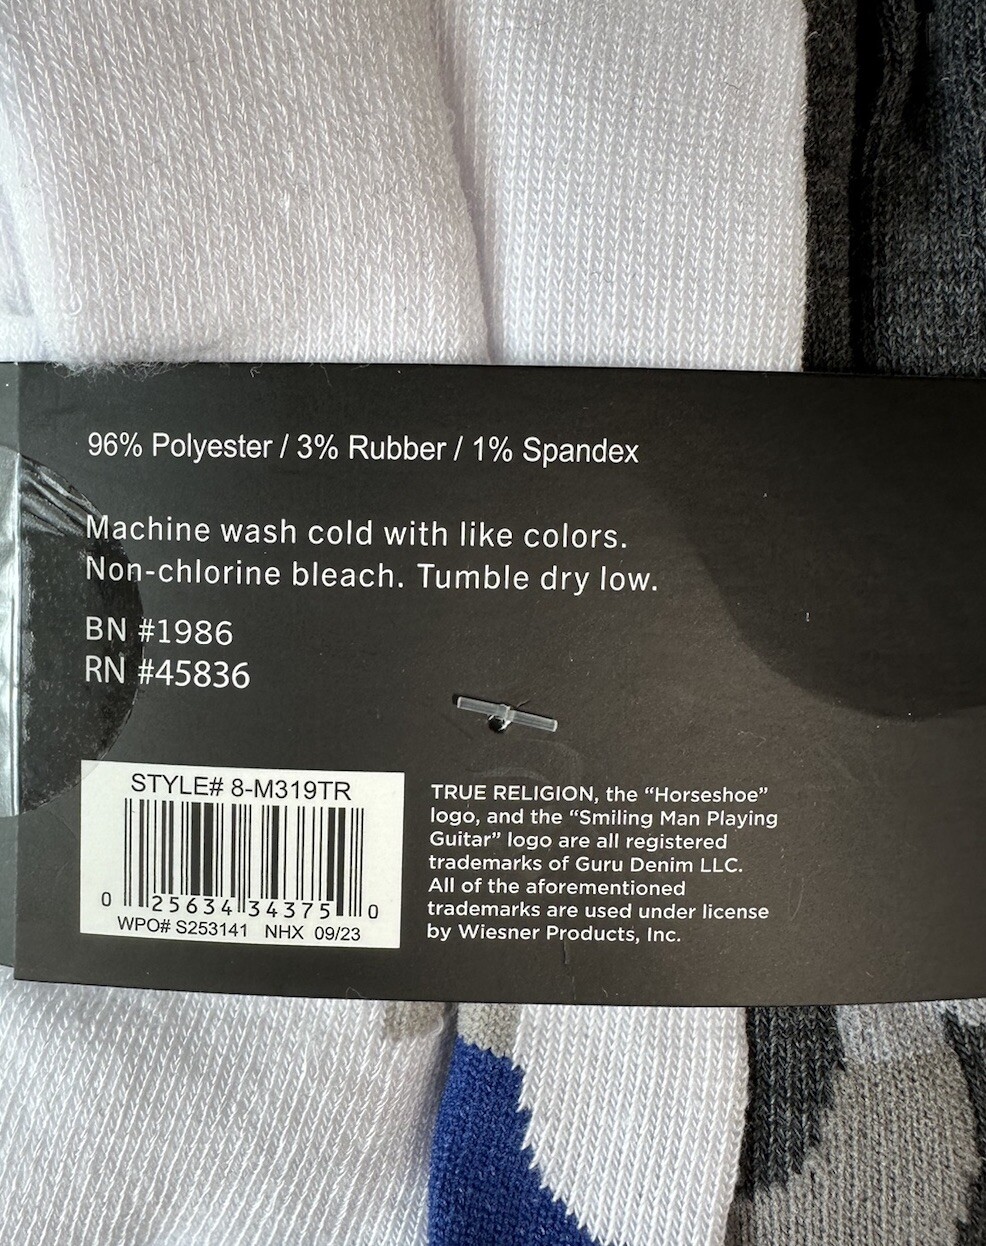 96% Polyester / 3% Rubber / 1% Spandex
Machine wash cold with like colors.
Non-chlorine bleach. Tumble dry low.
BN #1986
RN #45836
STYLE# 8-M319TR
0 25634 34375 0
WPO# S253141 NHX 09/23
TRUE RELIGION, the “Horseshoe”
logo, and the “Smiling Man Playing
Guitar” logo are all registered
trademarks of Guru Denim LLC.
All of the aforementioned
trademarks are used under license
by Wiesner Products, Inc.